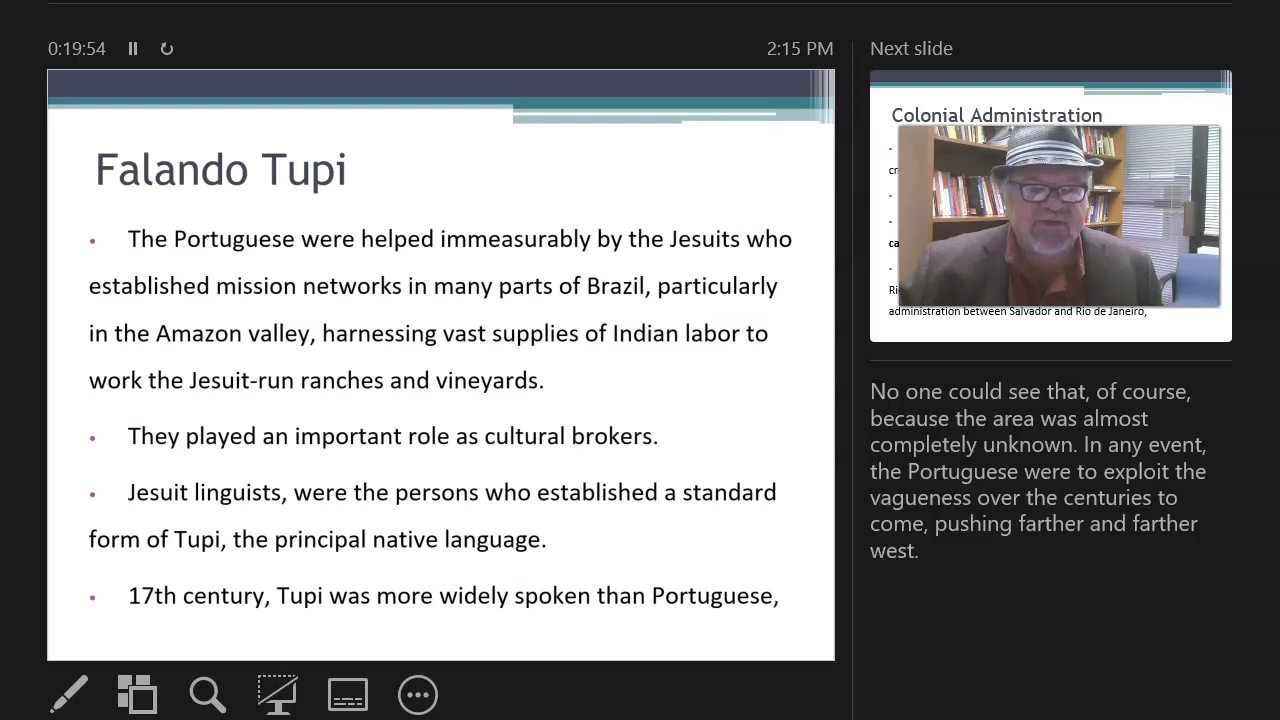 0:19:54
2:15 PM
Next slide
Falando Tupi
• The Portuguese were helped immeasurably by the Jesuits who
established mission networks in many parts of Brazil, particularly
in the Amazon valley, harnessing vast supplies of Indian labor to
work the Jesuit-run ranches and vineyards.
• They played an important role as cultural brokers.
• Jesuit linguists, were the persons who established a standard
form of Tupi, the principal native language.
• 17th century, Tupi was more widely spoken than Portuguese,
Colonial Administration
administration between Salvador and Rio de Janeiro,
No one could see that, of course,
because the area was almost
completely unknown. In any event,
the Portuguese were to exploit the
vagueness over the centuries to
come, pushing farther and farther
west.